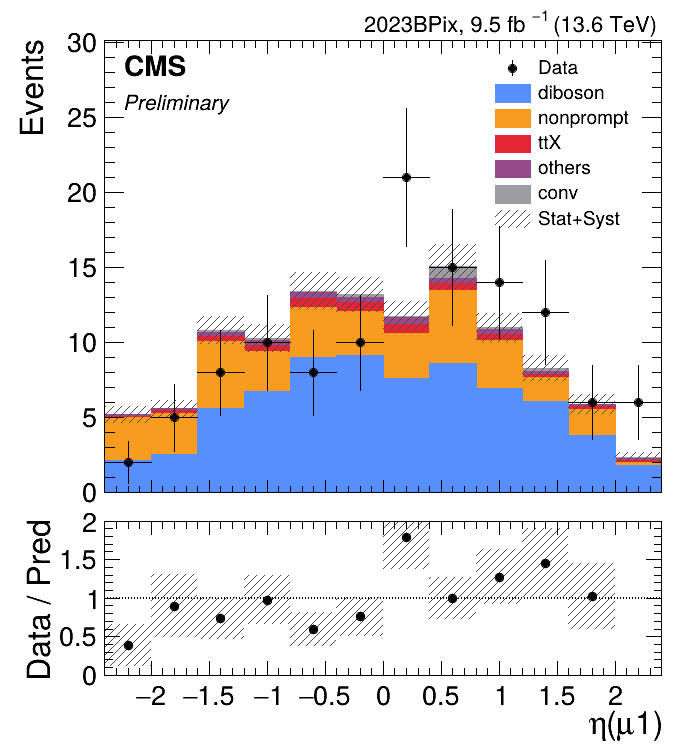 2023BPix, 9.5 fb⁻¹ (13.6 TeV)
CMS
Preliminary
Events
30
25
20
15
10
5
0
Data
diboson
nonprompt
ttX
others
conv
Stat+Syst
Data / Pred
2
1.5
1
0.5
0
−2 −1.5 −1 −0.5 0 0.5 1 1.5 2
η(μ1)